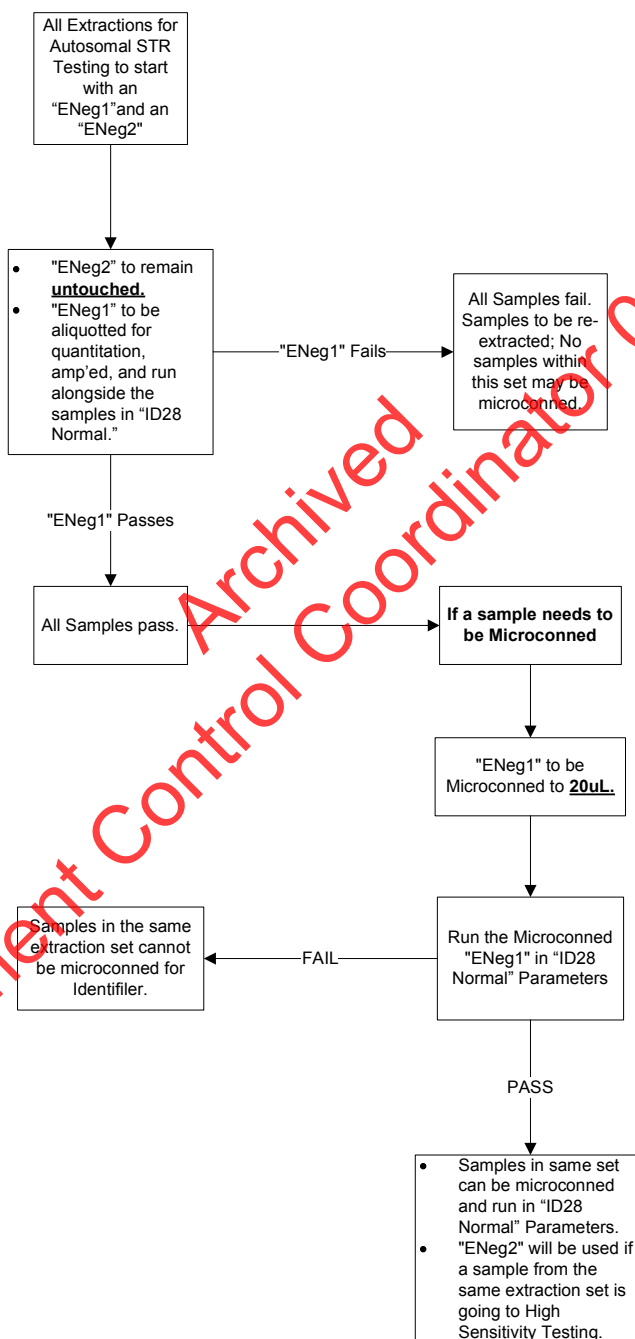 All Extractions for
Autosomal STR
Testing to start
with an
“ENeg1”and an
“ENeg2"
• "ENeg2” to remain
untouched.
• "ENeg1” to be
aliquotted for
quantitation,
amp'ed, and run
alongside the
samples in “ID28
Normal.”
"ENeg1" Fails
All Samples fail.
Samples to be re-
extracted; No
samples within
this set may be
microconned.
"ENeg1" Passes
All Samples pass.
If a sample needs to
be Microconned
"ENeg1" to be
Microconned to 20uL.
Run the Microconned
"ENeg1" in “ID28
Normal” Parameters
FAIL
Samples in the same
extraction set cannot
be microconned for
Identifiler.
PASS
• Samples in same set
can be microconned
and run in “ID28
Normal” Parameters.
• "ENeg2" will be used if
a sample from the
same extraction set is
going to High
Sensitivity Testing.
Archived
Control Coordinator